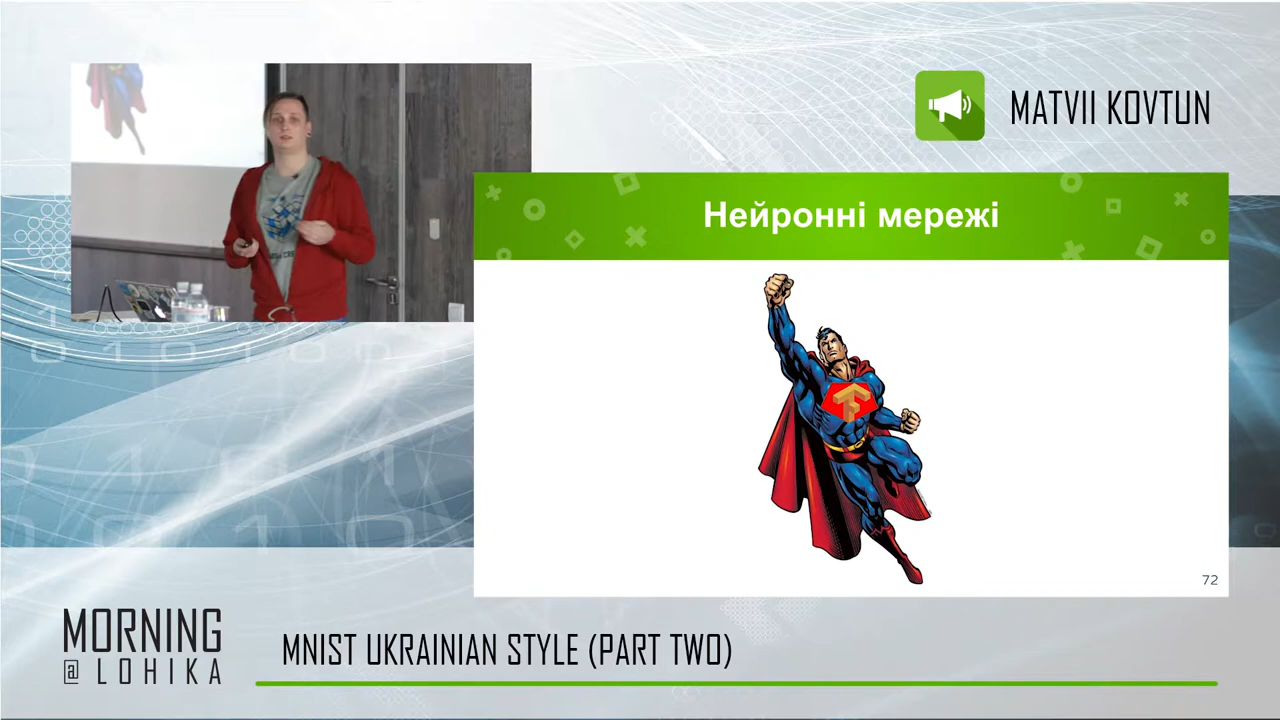 MATVII KOVTUN
Нейронні мережі
72
MORNING
@ LOHIKA
MNIST UKRAINIAN STYLE (PART TWO)